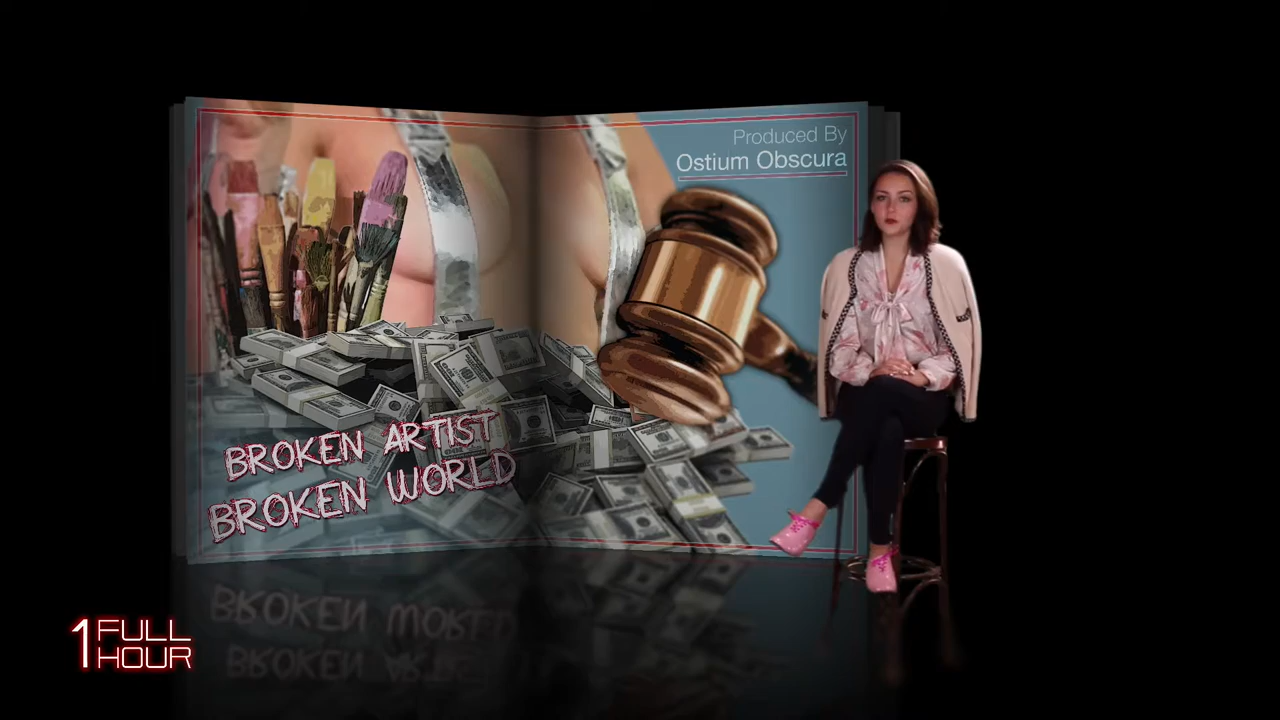 Produced By
Ostium Obscura
BROKEN ARTIST
BROKEN WORLD
1 FULL
HOUR